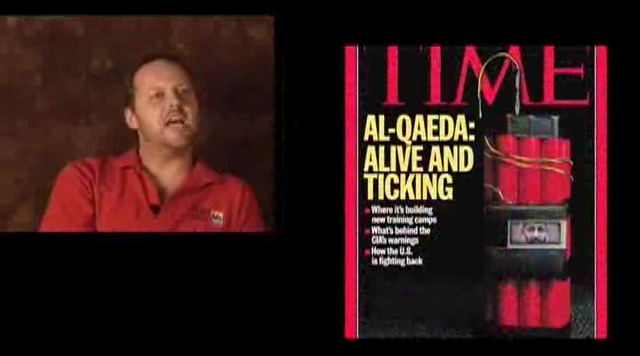 TIME
AL-QAEDA:
ALIVE AND
TICKING
Where it's building
new training camps
What's behind the
CIA's warnings
How the U.S.
is fighting back